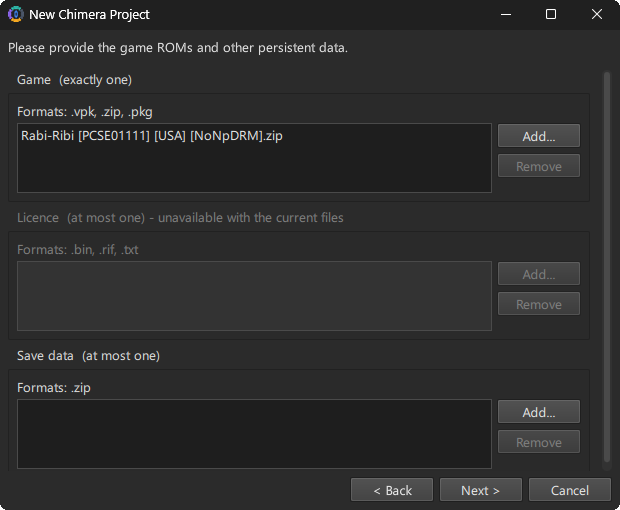 New Chimera Project
Please provide the game ROMs and other persistent data.
Game (exactly one)
Formats: .vpk, .zip, .pkg
Rabi-Ribi [PCSE01111] [USA] [NoNpDRM].zip
Add...
Remove
Licence (at most one) - unavailable with the current files
Formats: .bin, .rif, .txt
Add...
Remove
Save data (at most one)
Formats: .zip
Add...
Remove
< Back
Next >
Cancel